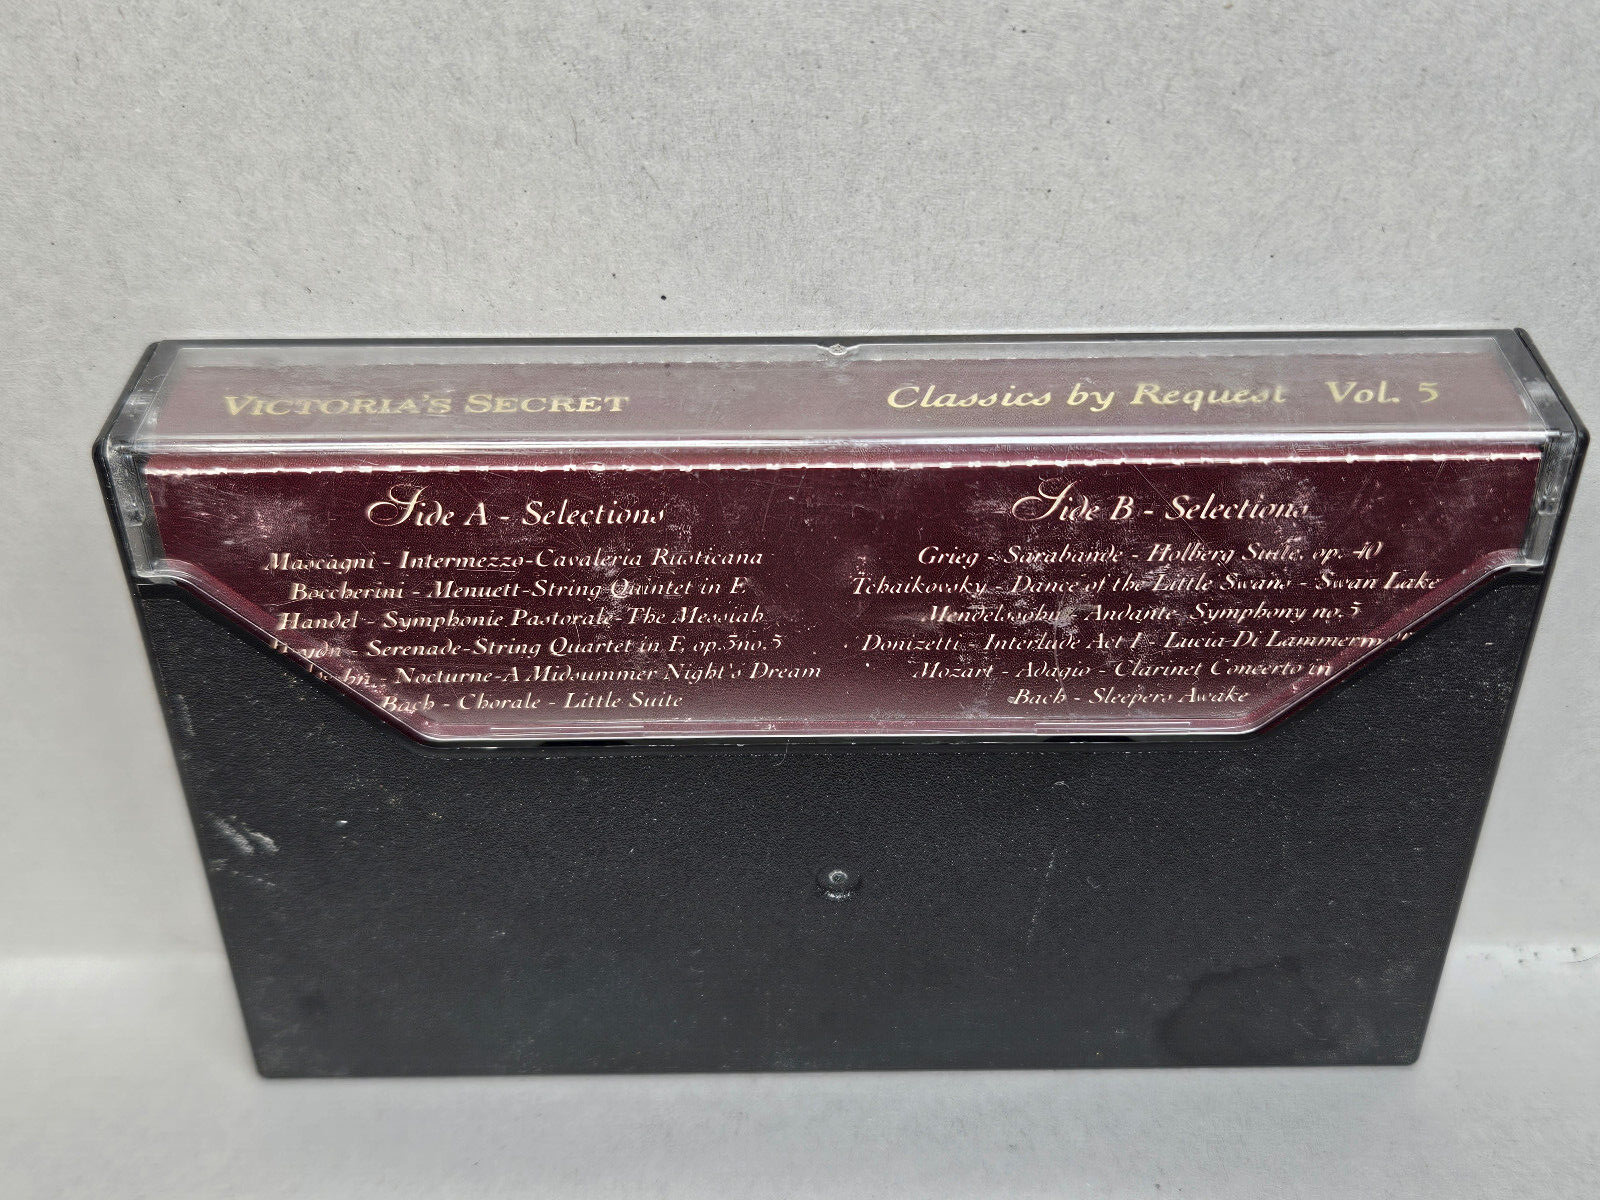 VICTORIA'S SECRET Classics by Request Vol. 5
Side A - Selections
Mascagni - Intermezzo-Cavaleria Rusticana
Boccherini - Menuett-String Quintet in E
Handel - Symphonie Pastorale-The Messiah
Haydn - Serenade-String Quartet in F, op.3no.5
- Nocturne-A Midsummer Night's Dream
Bach - Chorale - Little Suite
Side B - Selections
Grieg - Sarabande - Holberg Suite, op. 40
Tchaikovsky - Dance of the Little Swans - Swan Lake
Mendelssohn - Andante - Symphony no.
Donizetti - Interlude Act I - Lucia Di
Mozart - Adagio - Clarinet Concerto in
Bach - Sleepers Awake